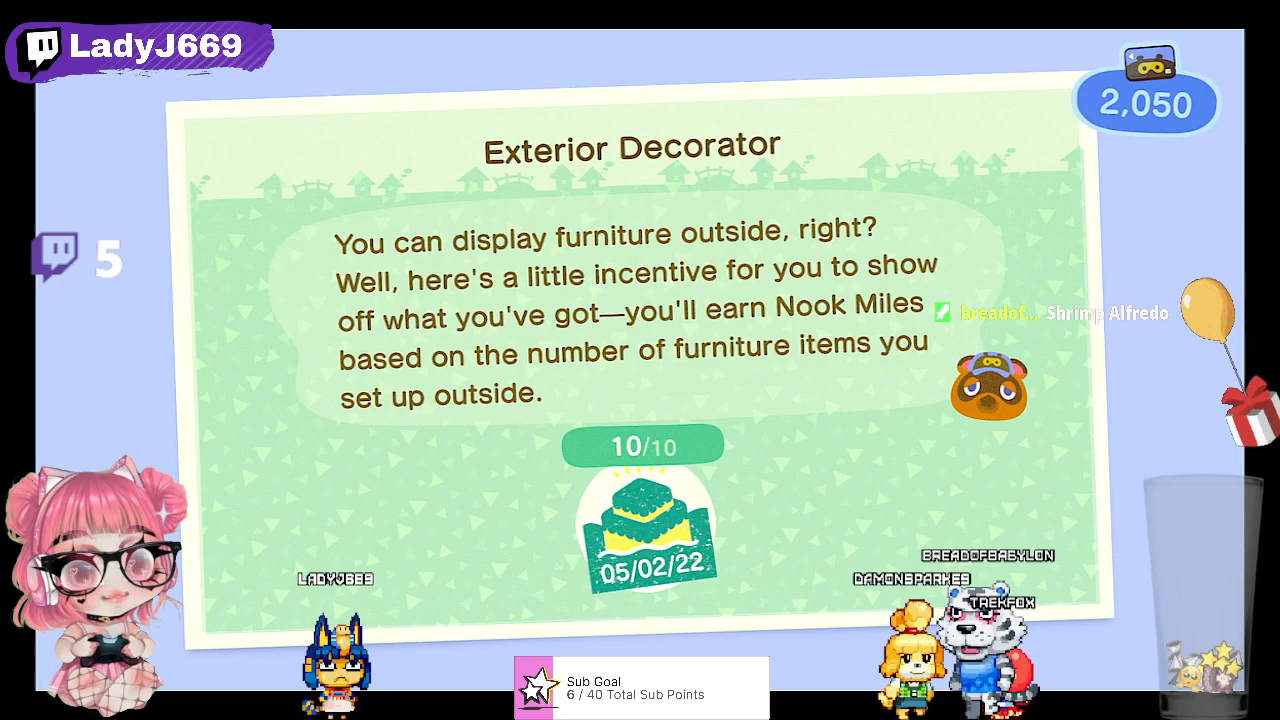 LadyJ669
2,050
Exterior Decorator
You can display furniture outside, right?
Well, here's a little incentive for you to show
off what you've got—you'll earn Nook Miles
based on the number of furniture items you
set up outside.
5
breadof... Shrimp Alfredo
10/10
05/02/22
LADYJ669
BREADOFBABYLON
DAMONSPARKES
TREKFOX
Sub Goal
6 / 40 Total Sub Points